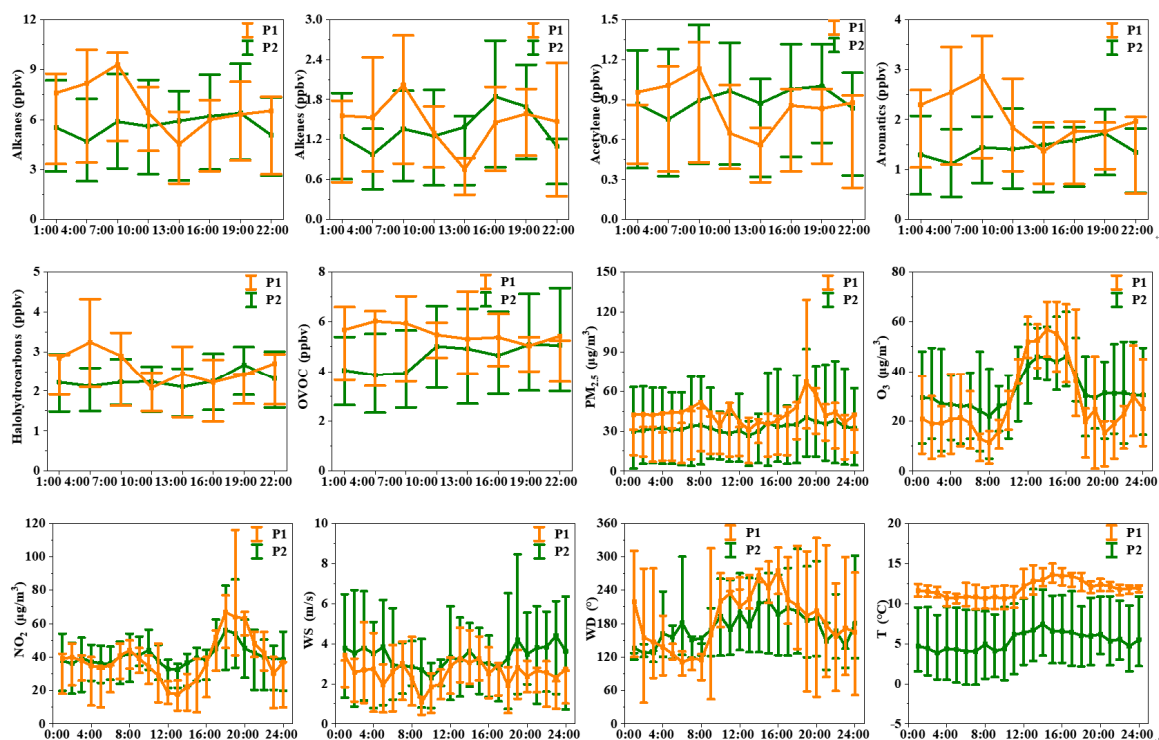 Alkanes (ppbv)
12
9
6
3
0
P1
P2
1:00 4:00 7:00 10:00 13:00 16:00 19:00 22:00
Alkenes (ppbv)
3.0
2.4
1.8
1.2
0.6
0.0
P1
P2
1:00 4:00 7:00 10:00 13:00 16:00 19:00 22:00
Acetylene (ppbv)
1.5
1.2
0.9
0.6
0.3
0.0
P1
P2
1:00 4:00 7:00 10:00 13:00 16:00 19:00 22:00
Aromatics (ppbv)
4
3
2
1
0
P1
P2
1:00 4:00 7:00 10:00 13:00 16:00 19:00 22:00
Halohydrocarbons (ppbv)
5
4
3
2
1
0
P1
P2
1:00 4:00 7:00 10:00 13:00 16:00 19:00 22:00
OVOC (ppbv)
8
6
4
2
0
P1
P2
1:00 4:00 7:00 10:00 13:00 16:00 19:00 22:00
PM2.5 (μg/m³)
150
120
90
60
30
0
P1
P2
0:00 4:00 8:00 12:00 16:00 20:00 24:00
O3 (μg/m³)
80
60
40
20
0
P1
P2
0:00 4:00 8:00 12:00 16:00 20:00 24:00
NO2 (μg/m³)
120
100
80
60
40
20
0
P1
P2
0:00 4:00 8:00 12:00 16:00 20:00 24:00
WS (m/s)
10
8
6
4
2
0
P1
P2
0:00 4:00 8:00 12:00 16:00 20:00 24:00
WD (°)
360
300
240
180
120
60
0
P1
P2
0:00 4:00 8:00 12:00 16:00 20:00 24:00
T (°C)
20
15
10
5
0
-5
P1
P2
0:00 4:00 8:00 12:00 16:00 20:00 24:00